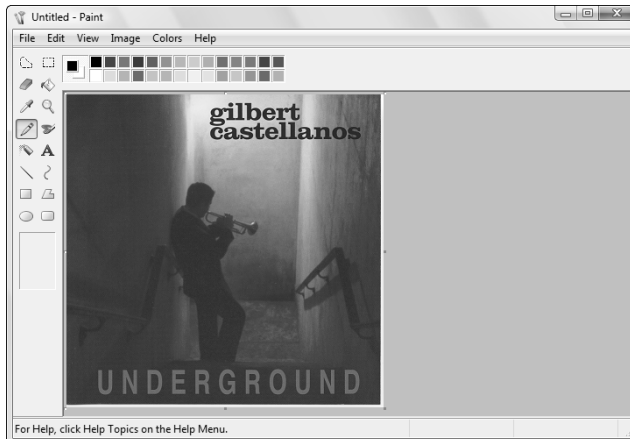 Untitled - Paint
File Edit View Image Colors Help
A
gilbert
castellanos
UNDERGROUND
For Help, click Help Topics on the Help Menu.